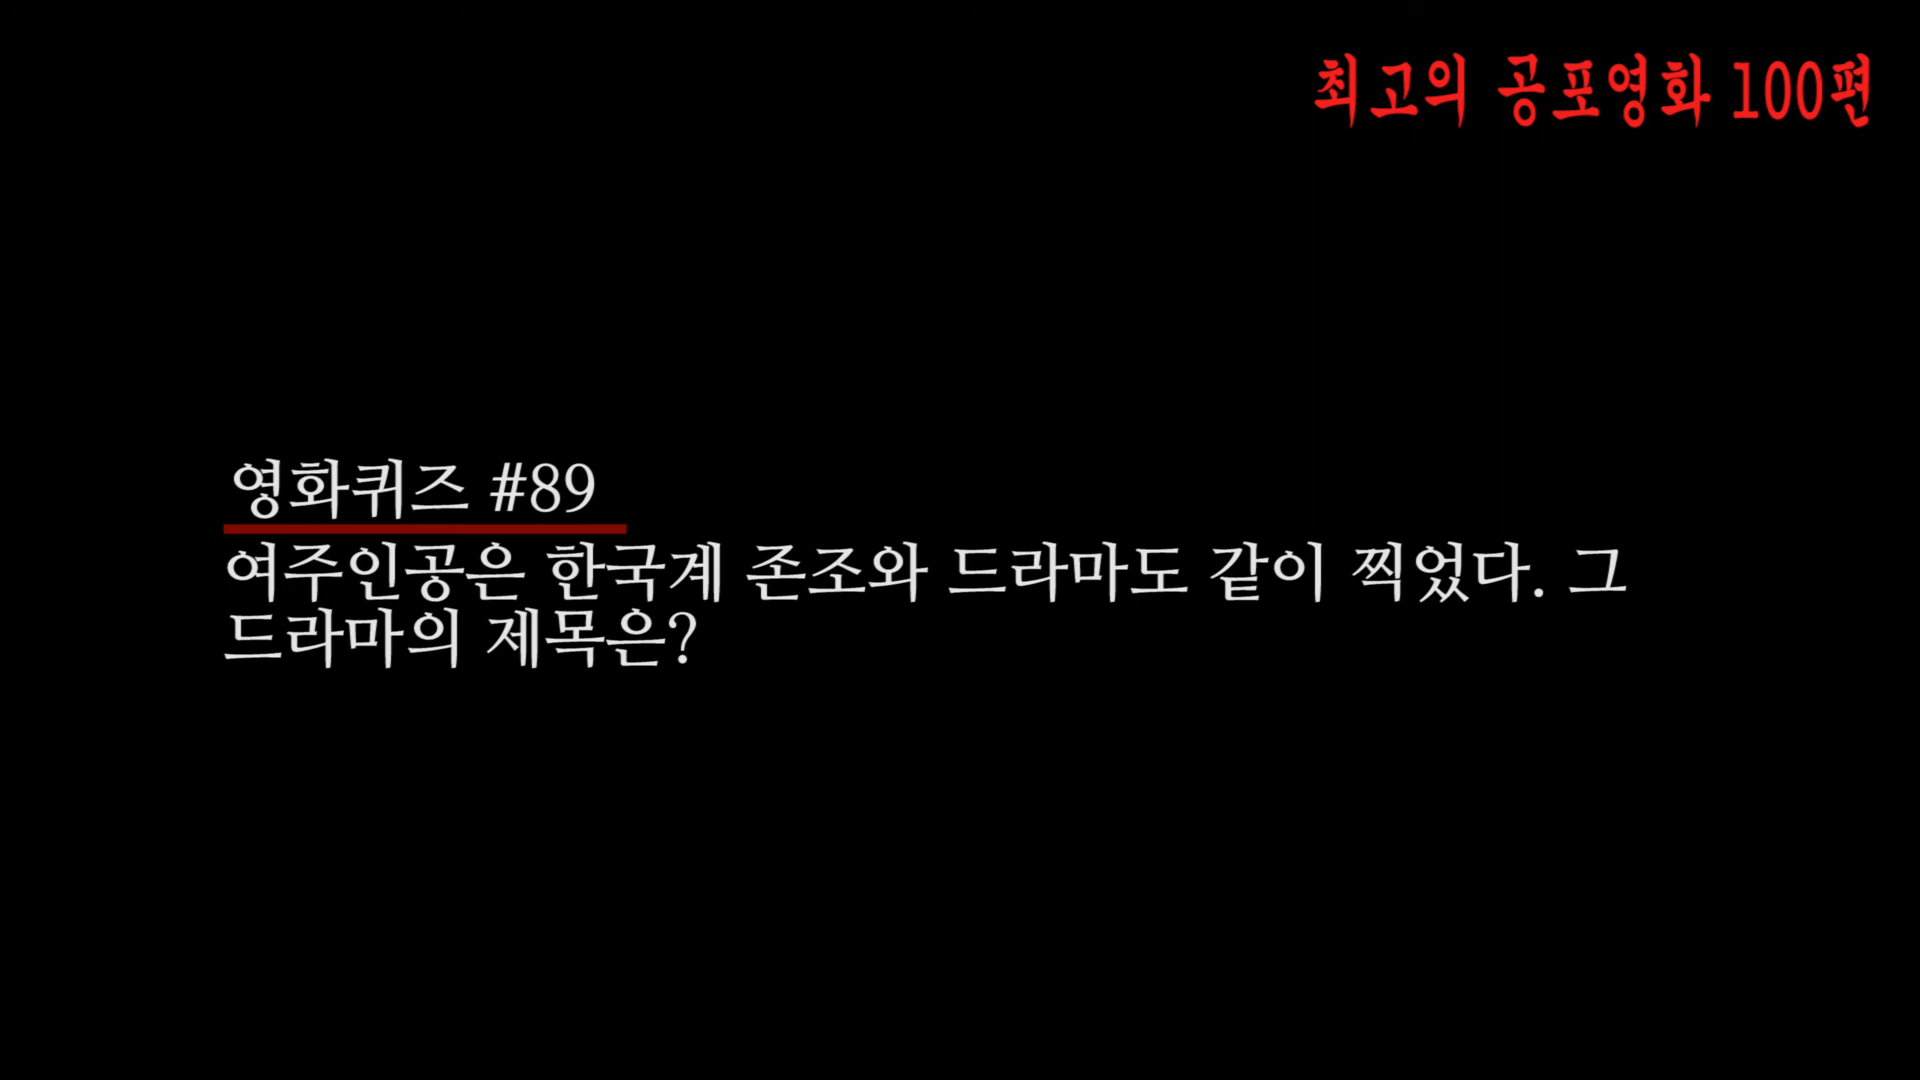 최고의 공포영화 100편
영화퀴즈 #89
여주인공은 한국계 존조와 드라마도 같이 찍었다. 그
드라마의 제목은?